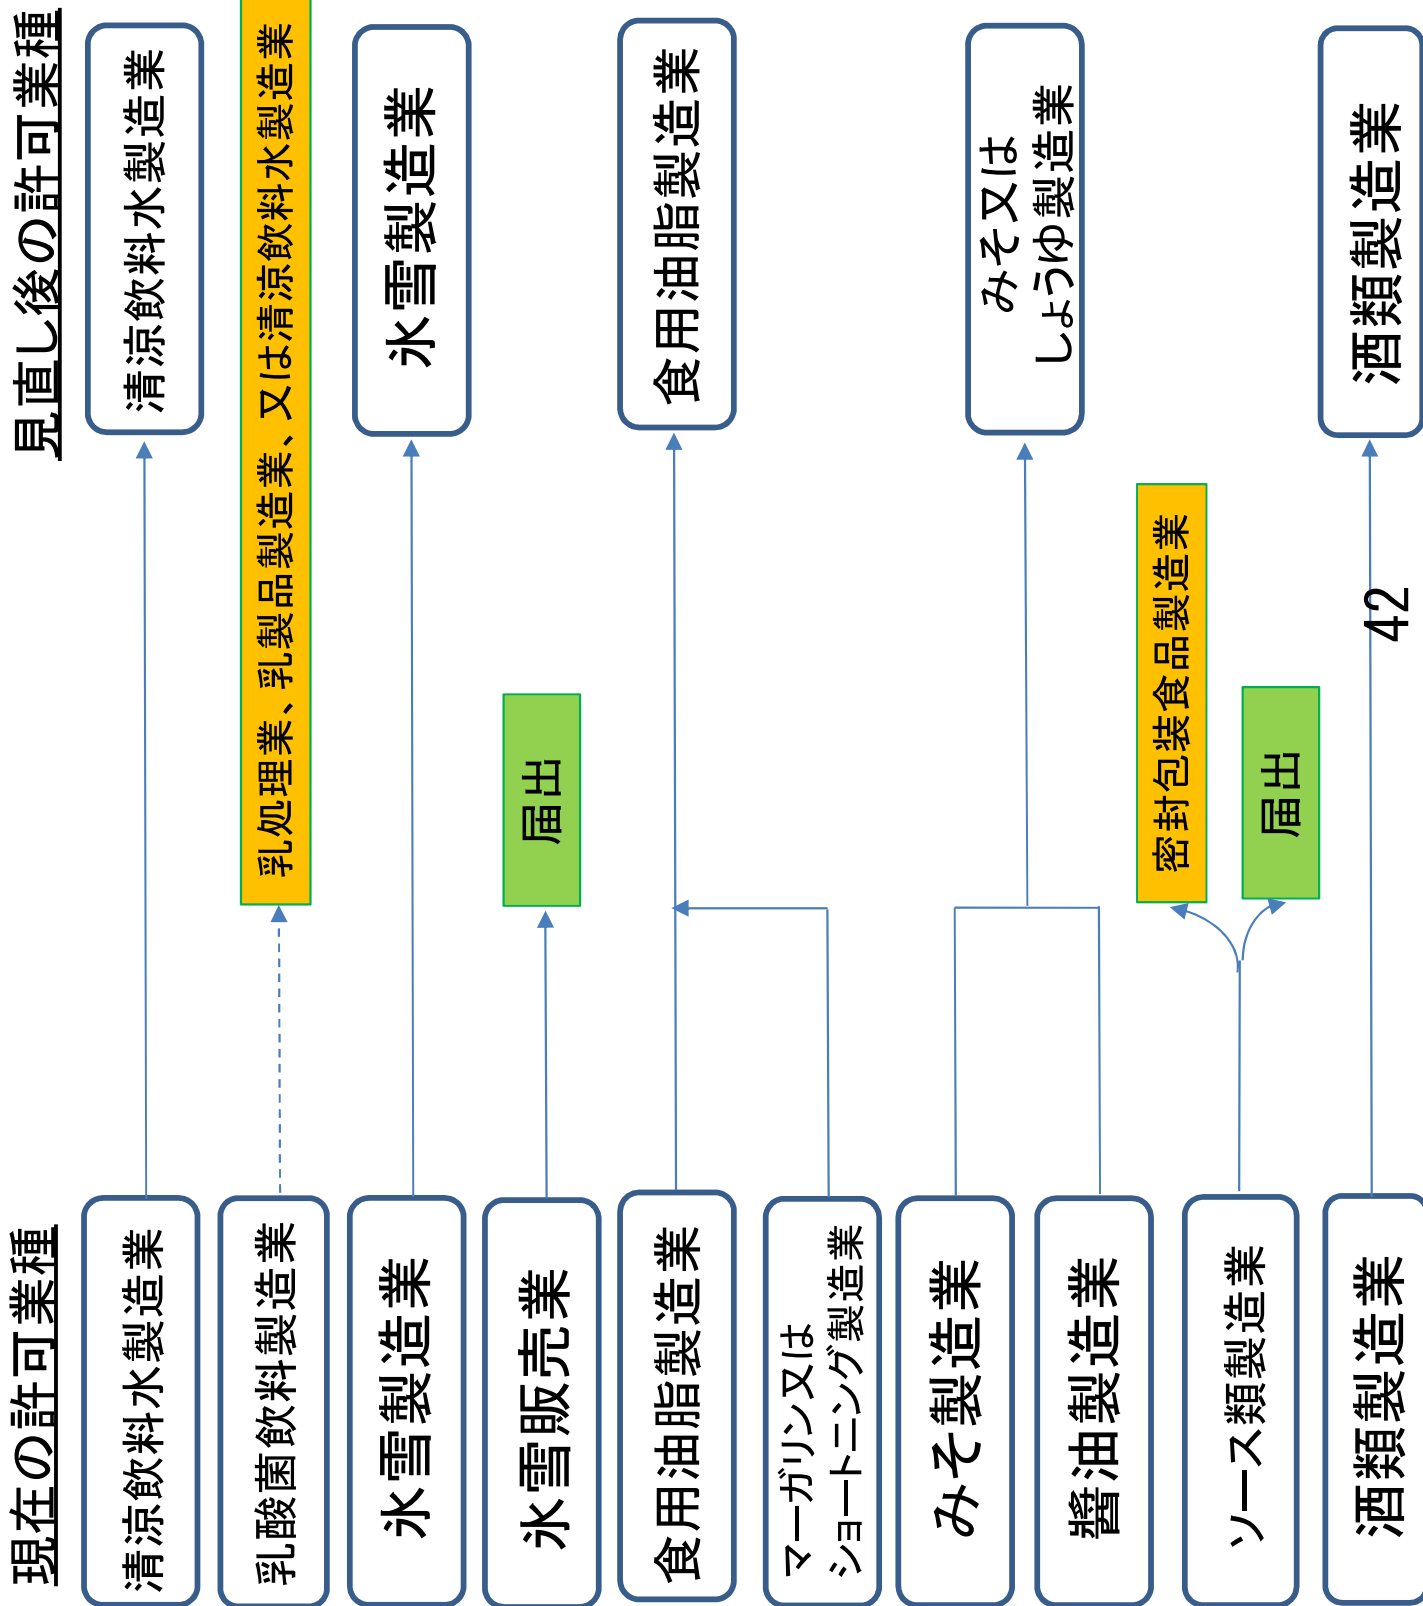 現在の許可業種
見直し後の許可業種
清涼飲料水製造業
清涼飲料水製造業
乳酸菌飲料製造業
乳処理業、乳製品製造業、又は清涼飲料水製造業
氷雪製造業
氷雪製造業
氷雪販売業
届出
食用油脂製造業
食用油脂製造業
マーガリン又は
ショートニング製造業
みそ製造業
醤油製造業
みそ又は
しょうゆ製造業
ソース類製造業
密封包装食品製造業
届出
酒類製造業
酒類製造業
42